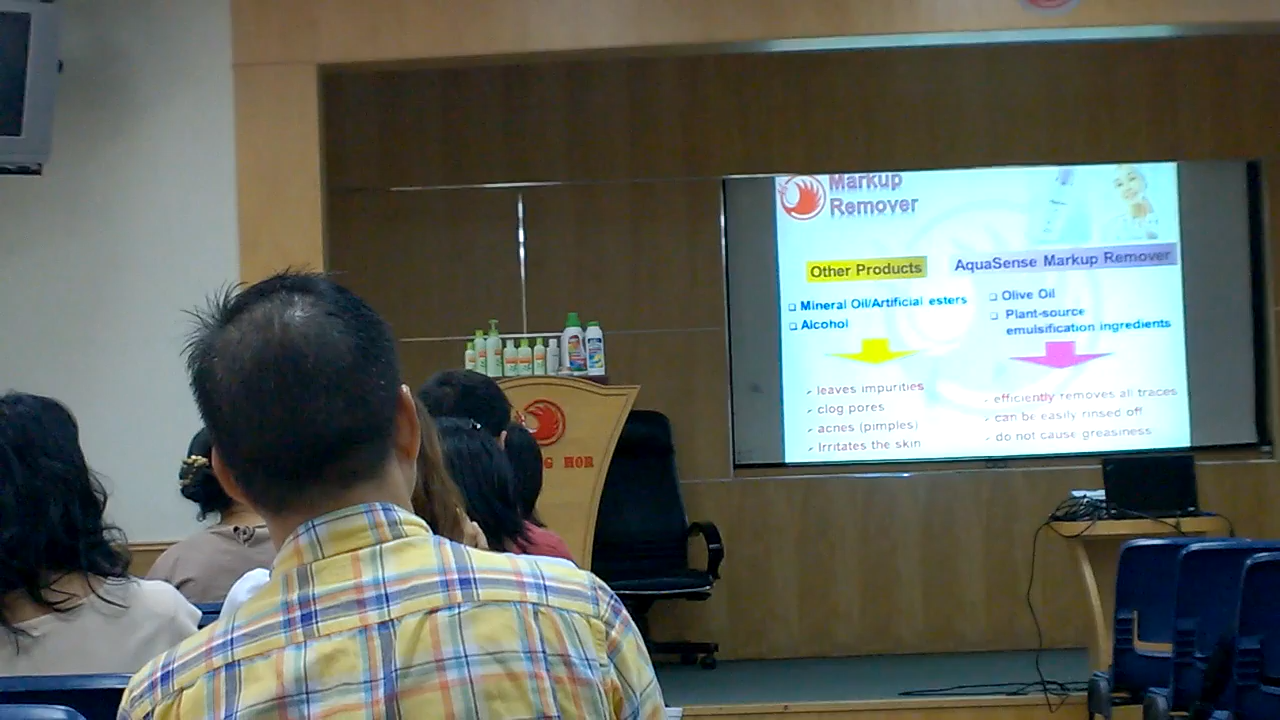 Markup
Remover
Other Products
AquaSense Markup Remover
Mineral Oil/Artificial esters
Alcohol
Olive Oil
Plant-source
emulsification ingredients
leaves impurities
clog pores
acnes (pimples)
Irritates the skin
efficiently removes all traces
can be easily rinsed off
do not cause greasiness
HOR